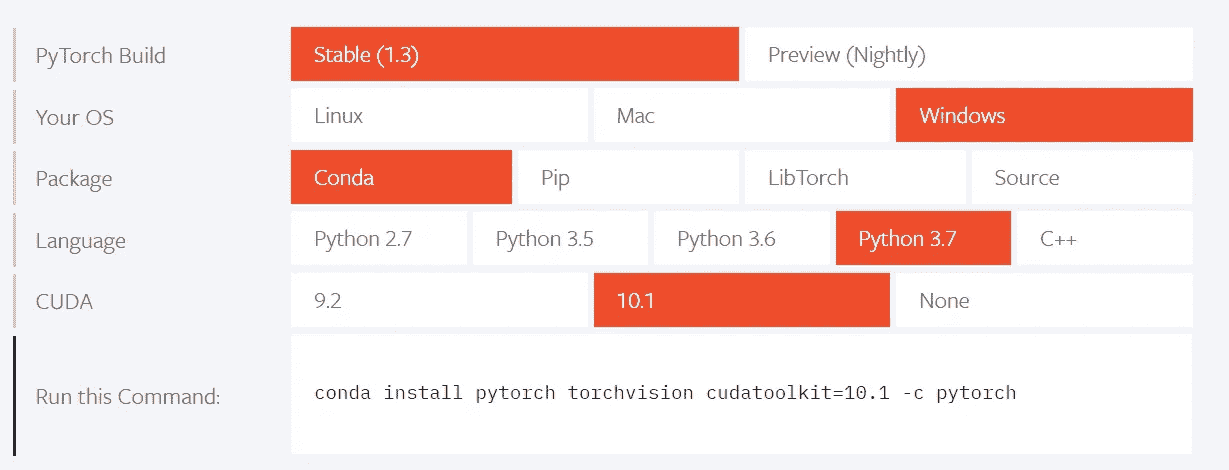 PyTorch Build Stable (1.3) Preview (Nightly)
Your OS Linux Mac Windows
Package Conda Pip LibTorch Source
Language Python 2.7 Python 3.5 Python 3.6 Python 3.7 C++
CUDA 9.2 10.1 None
Run this Command: conda install pytorch torchvision cudatoolkit=10.1 -c pytorch